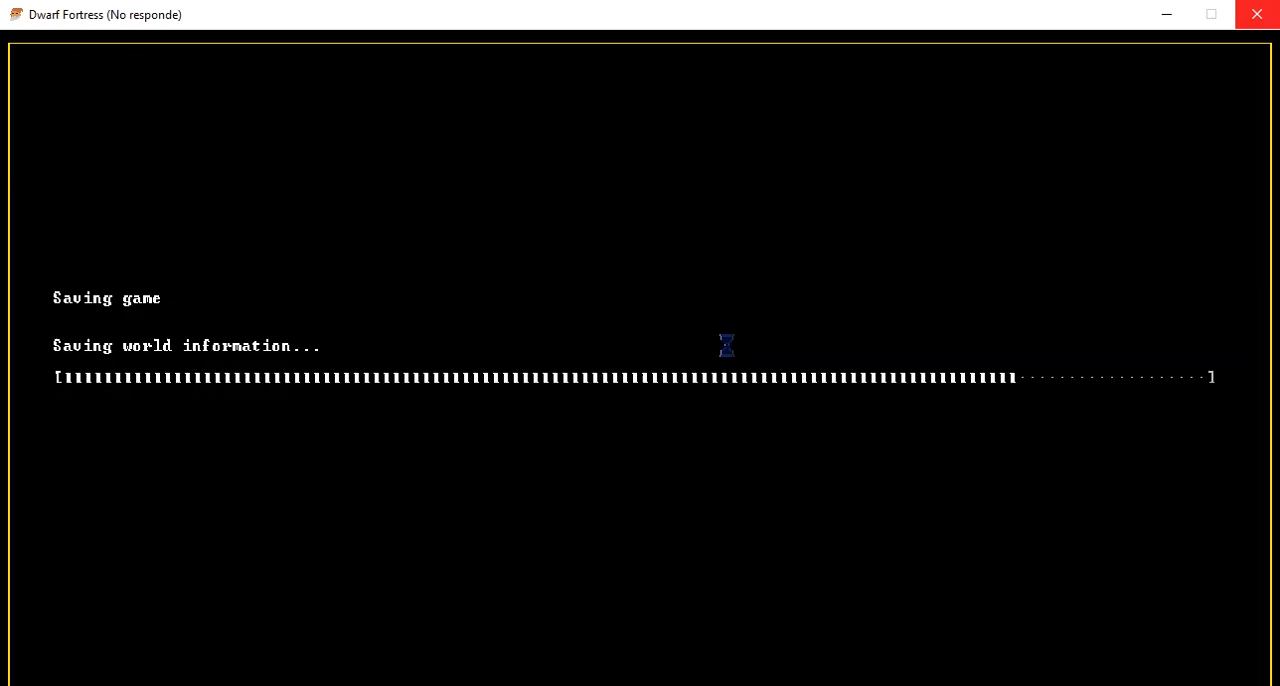 Dwarf Fortress (No responde)
Saving game
Saving world information...